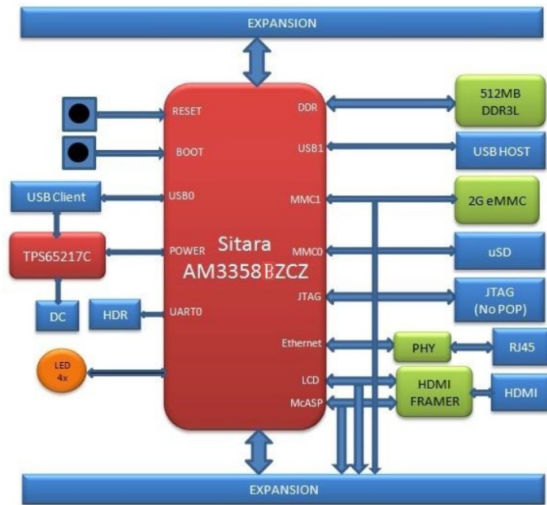 EXPANSION
RESET
BOOT
USB Client
USB0
TPS65217C
POWER
DC
HDR
UART0
LED
4x
Sitara
AM3358BZCZ
DDR
USB1
MMC1
MMC0
JTAG
Ethernet
LCD
McASP
512MB
DDR3L
USB HOST
2G eMMC
uSD
JTAG
(No POP)
PHY
RJ45
HDMI
FRAMER
HDMI
EXPANSION